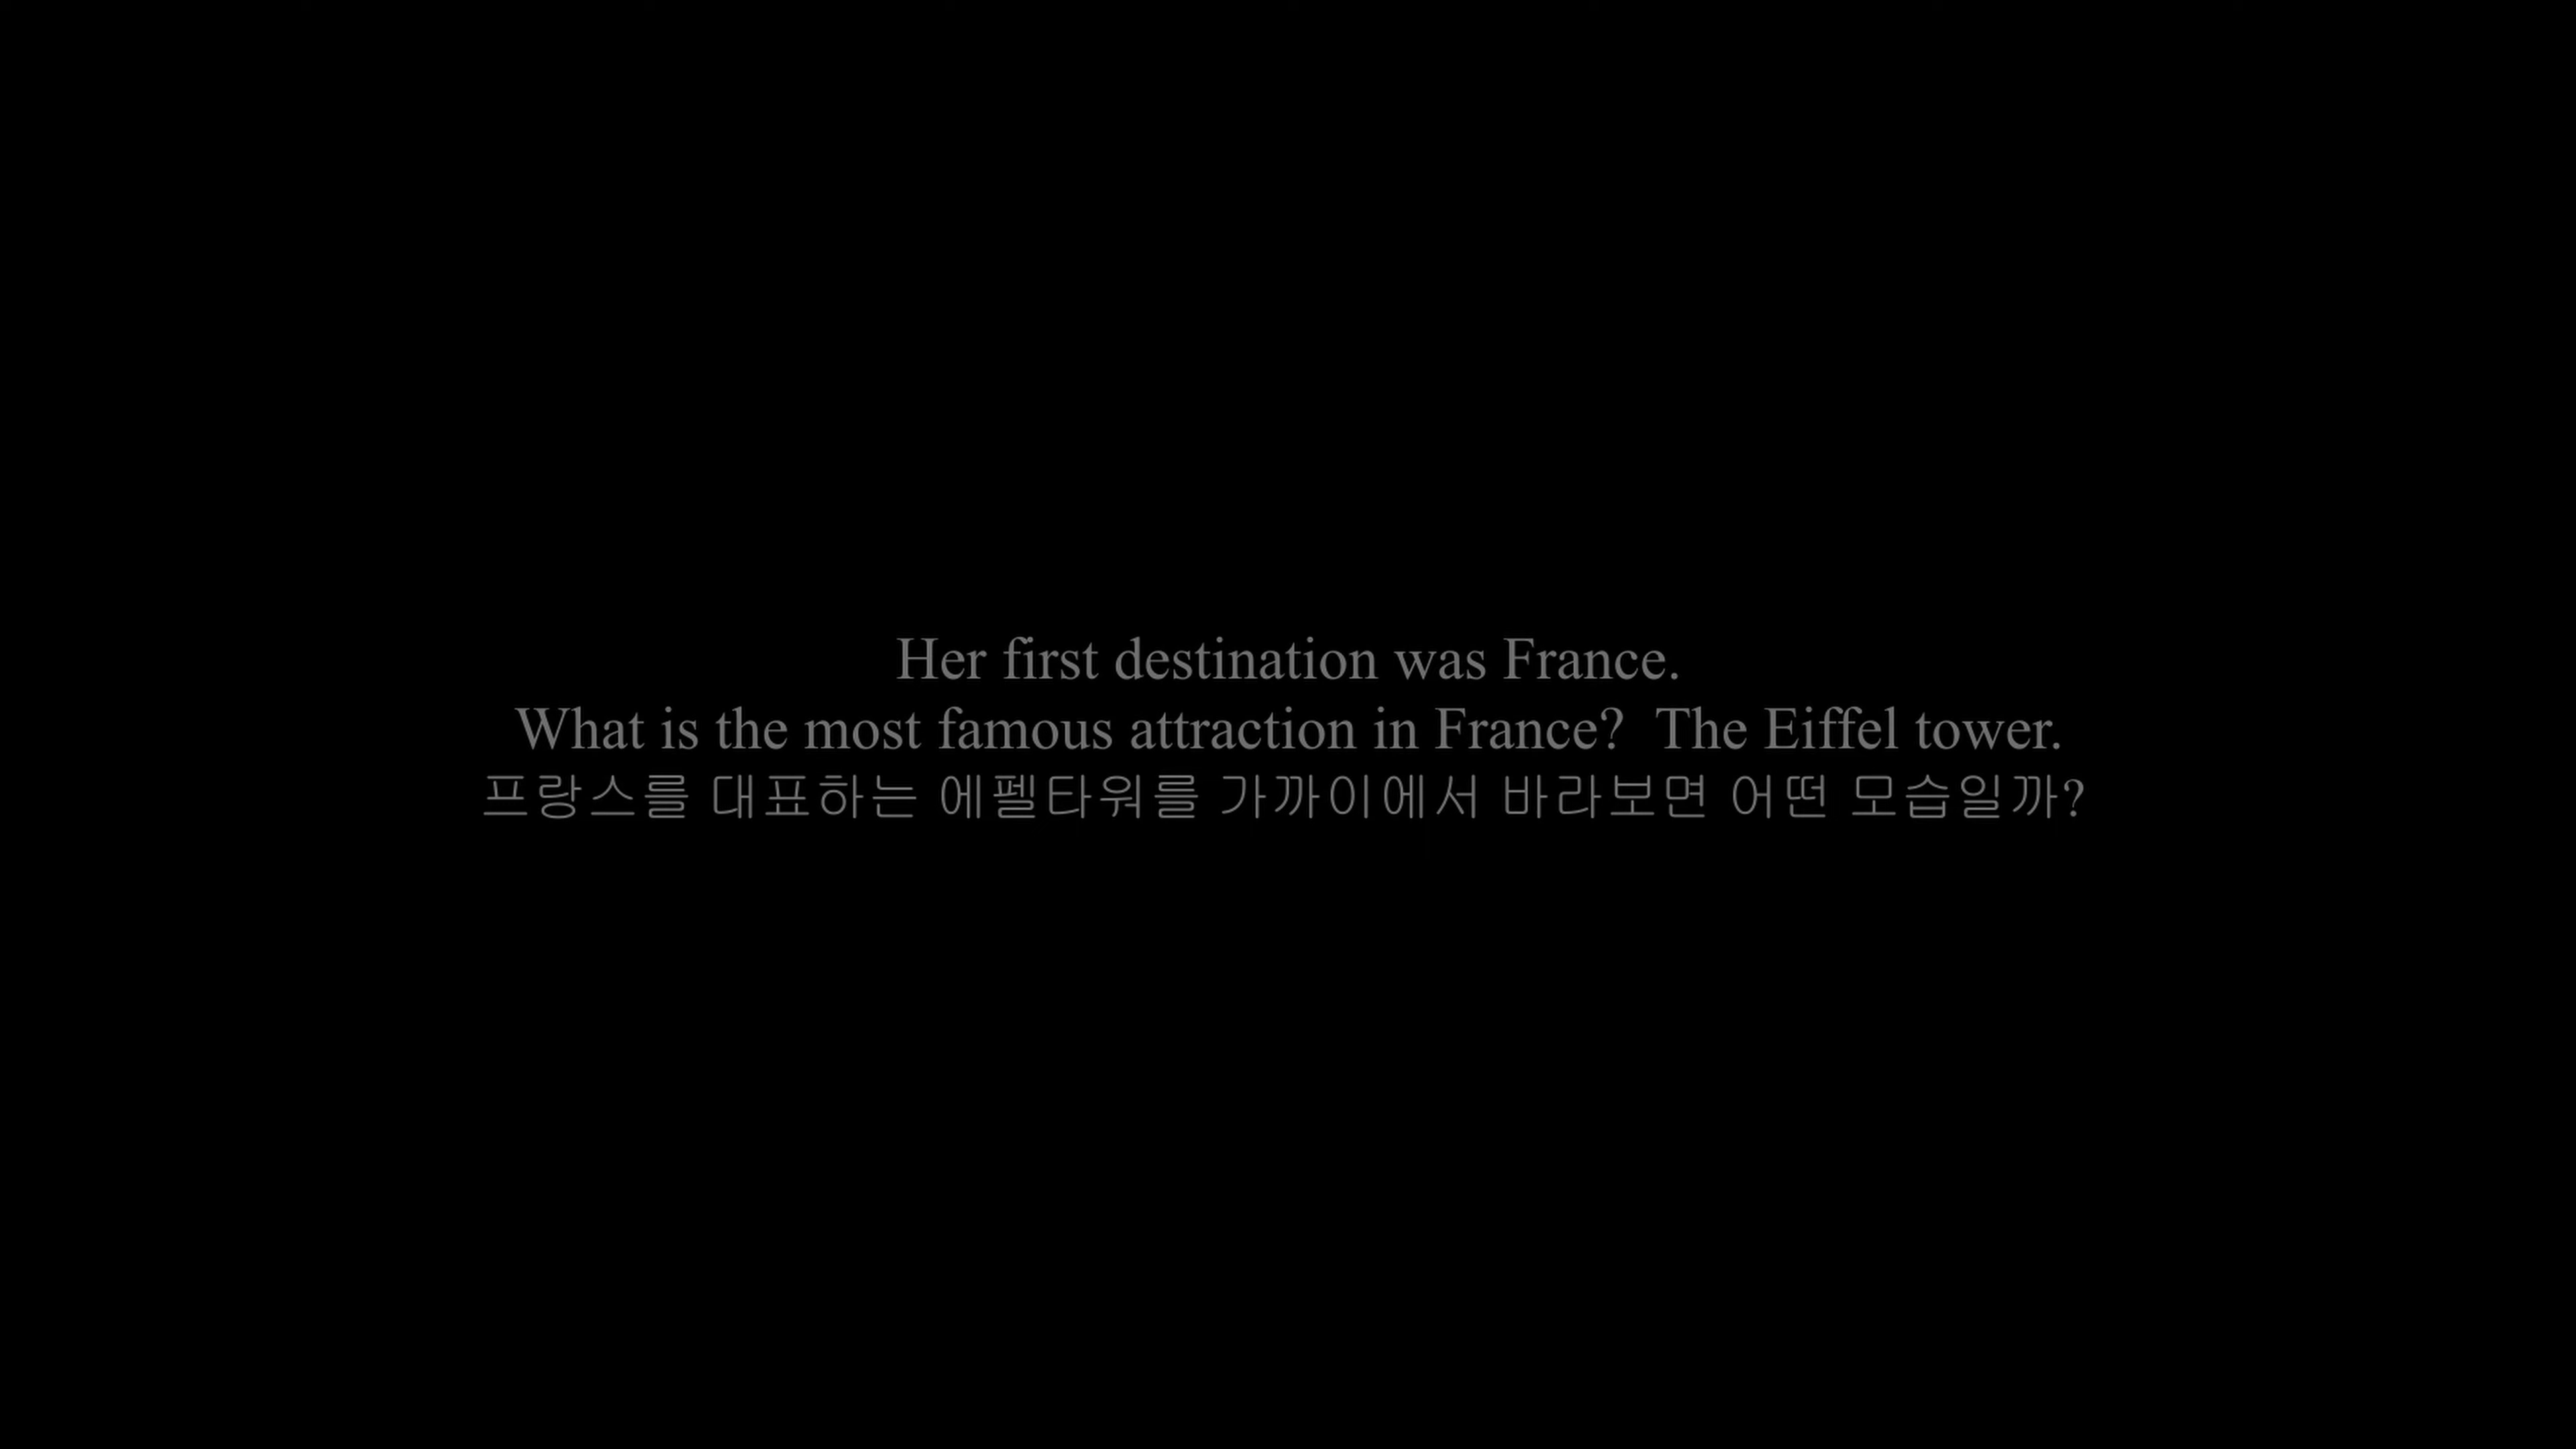 Her first destination was France.
What is the most famous attraction in France?  The Eiffel tower.
프랑스를 대표하는 에펠타워를 가까이에서 바라보면 어떤 모습일까?